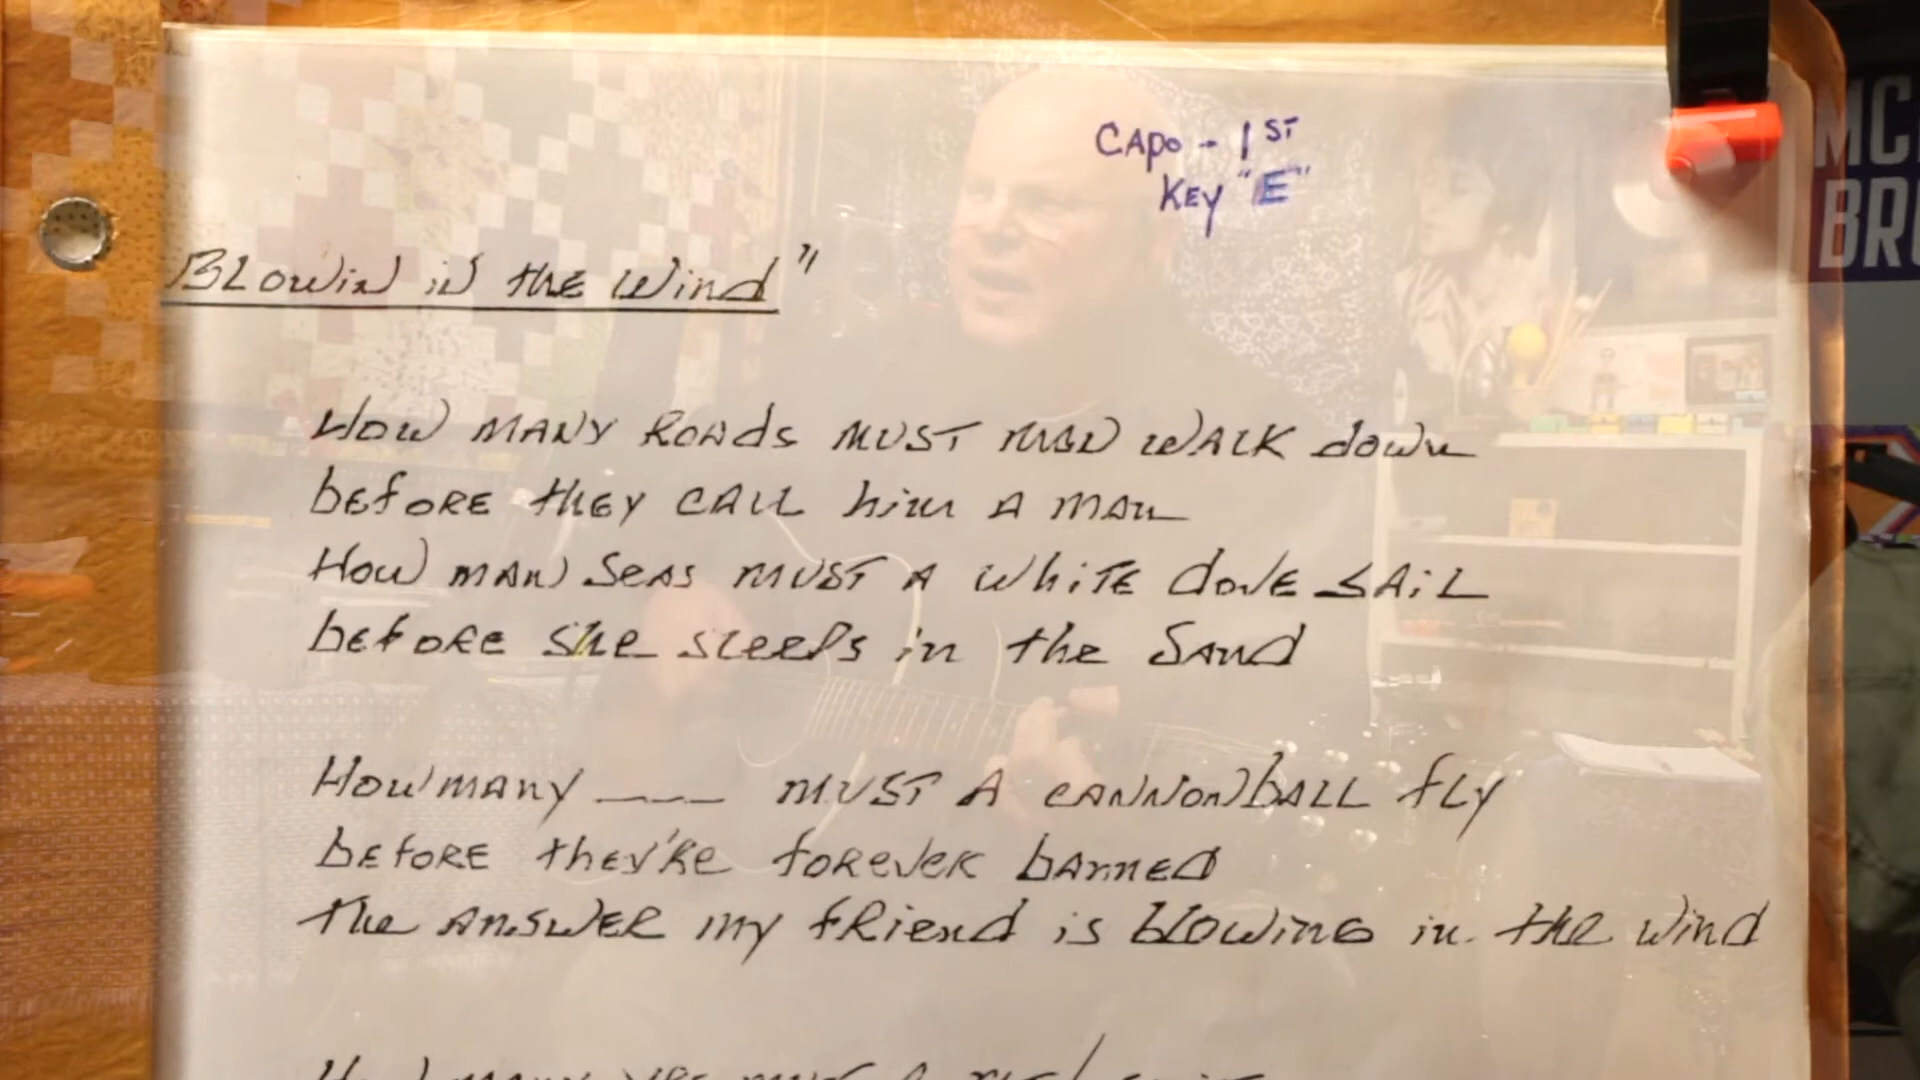 CAPO - 1ST
KEY "E"
BLOWIN IN THE WIND"
HOW MANY ROADS MUST MAN WALK DOWN
BEFORE THEY CALL HIM A MAN
HOW MAN SEAS MUST A WHITE DOVE SAIL
BEFORE SHE SLEEPS IN THE SAND
HOW MANY ---- MUST A CANNONBALL FLY
BEFORE THEY'RE FOREVER BANNED
THE ANSWER MY FRIEND IS BLOWING IN THE WIND
MC
BRO